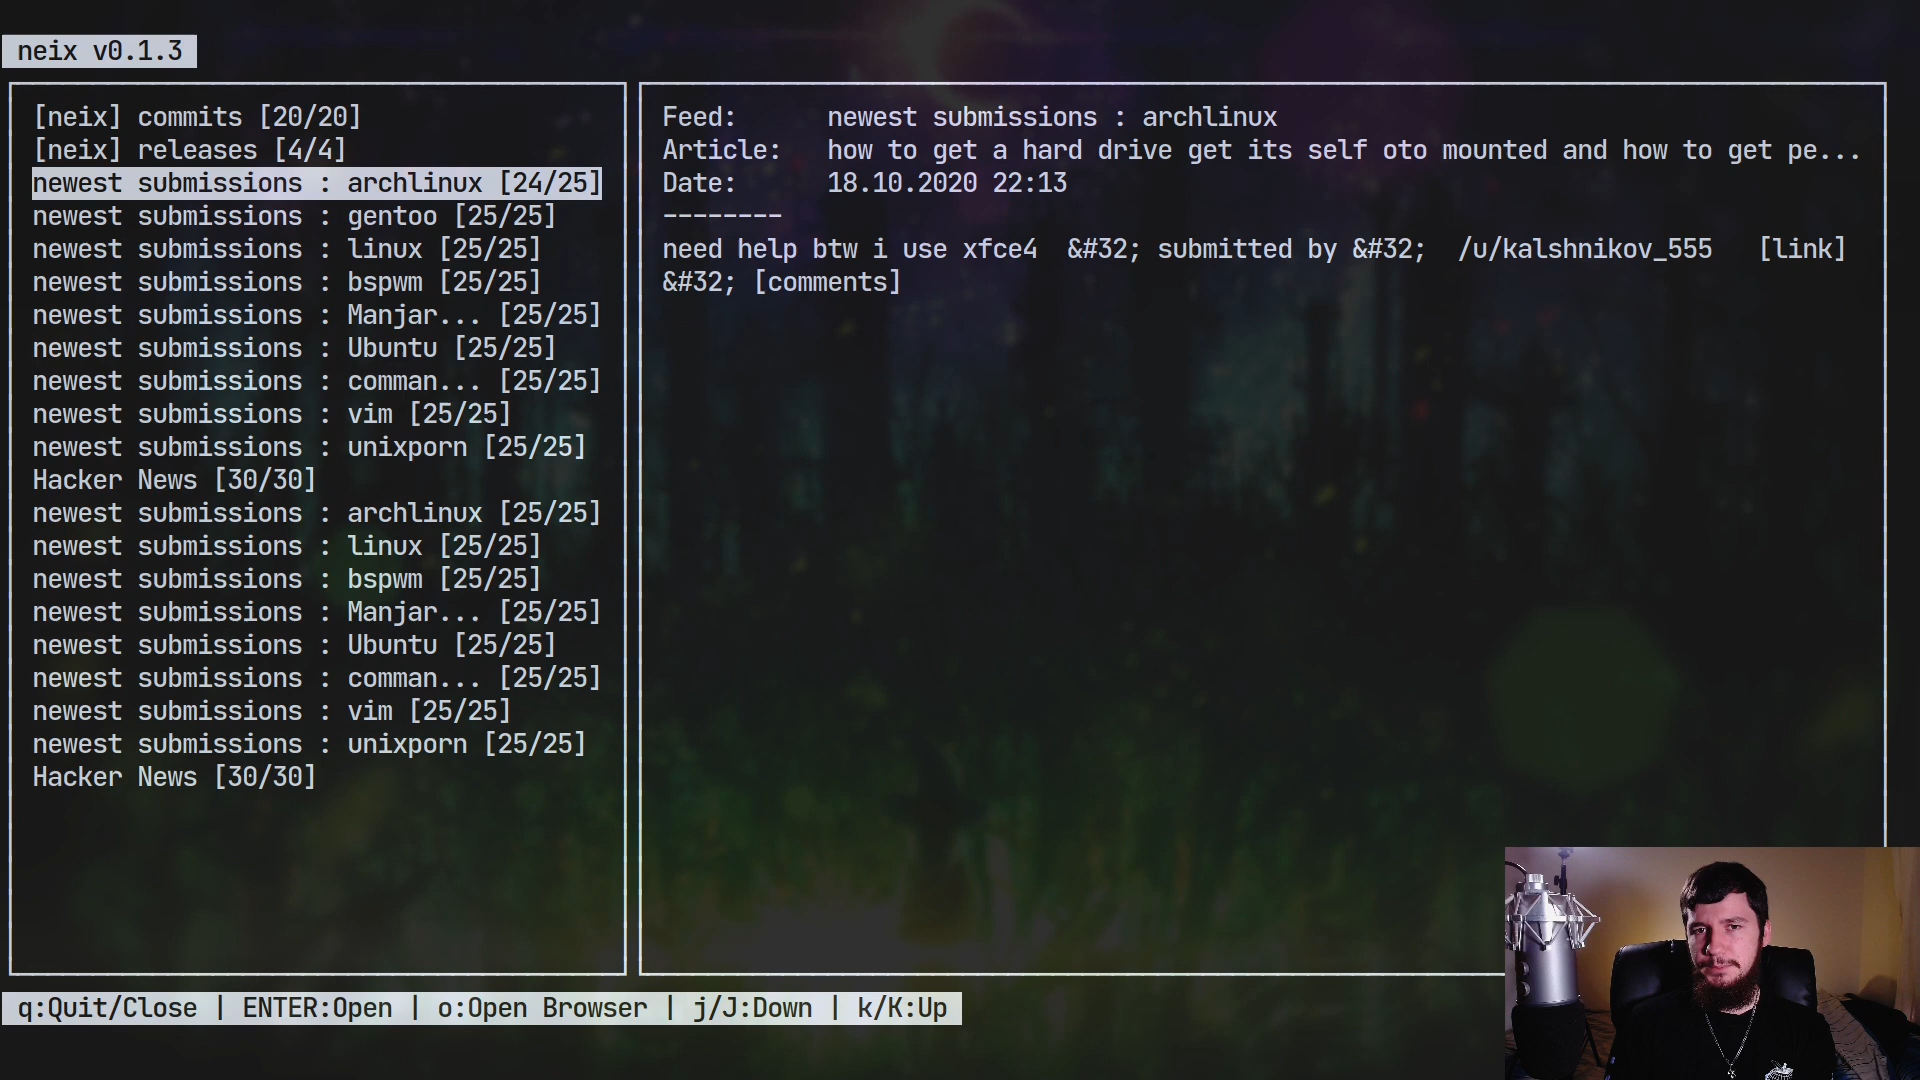 neix v0.1.3
[neix] commits [20/20]
[neix] releases [4/4]
newest submissions : archlinux [24/25]
newest submissions : gentoo [25/25]
newest submissions : linux [25/25]
newest submissions : bspwm [25/25]
newest submissions : Manjar... [25/25]
newest submissions : Ubuntu [25/25]
newest submissions : comman... [25/25]
newest submissions : vim [25/25]
newest submissions : unixporn [25/25]
Hacker News [30/30]
newest submissions : archlinux [25/25]
newest submissions : linux [25/25]
newest submissions : bspwm [25/25]
newest submissions : Manjar... [25/25]
newest submissions : Ubuntu [25/25]
newest submissions : comman... [25/25]
newest submissions : vim [25/25]
newest submissions : unixporn [25/25]
Hacker News [30/30]
Feed: newest submissions : archlinux
Article: how to get a hard drive get its self oto mounted and how to get pe...
Date: 18.10.2020 22:13
--------
need help btw i use xfce4 &#32; submitted by &#32; /u/kalshnikov_555 [link]
&#32; [comments]
q:Quit/Close | ENTER:Open | o:Open Browser | j/J:Down | k/K:Up